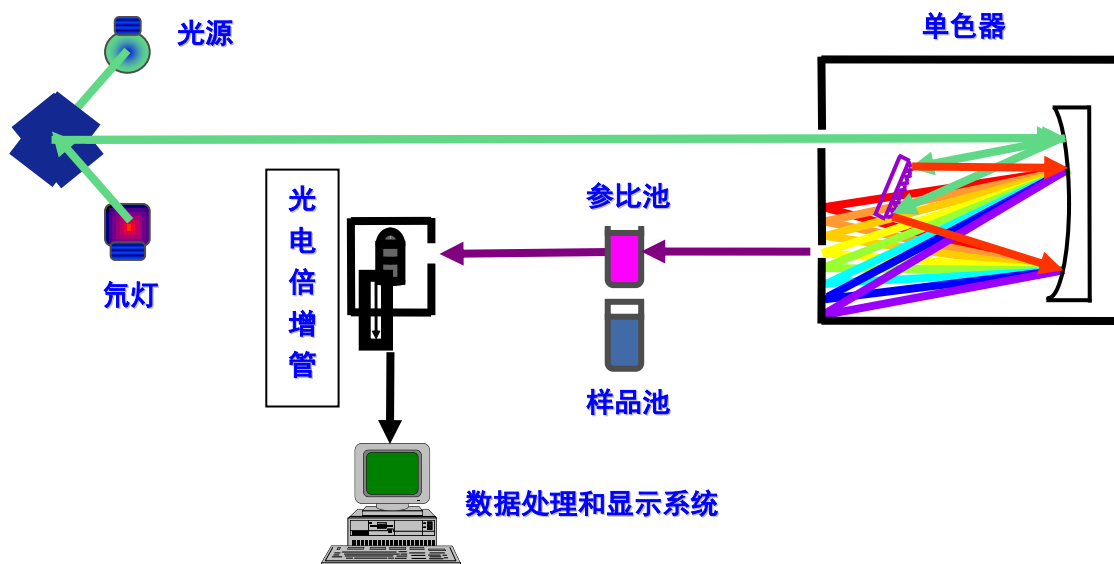 光源
单色器
氘灯
光电倍增管
参比池
样品池
数据处理和显示系统